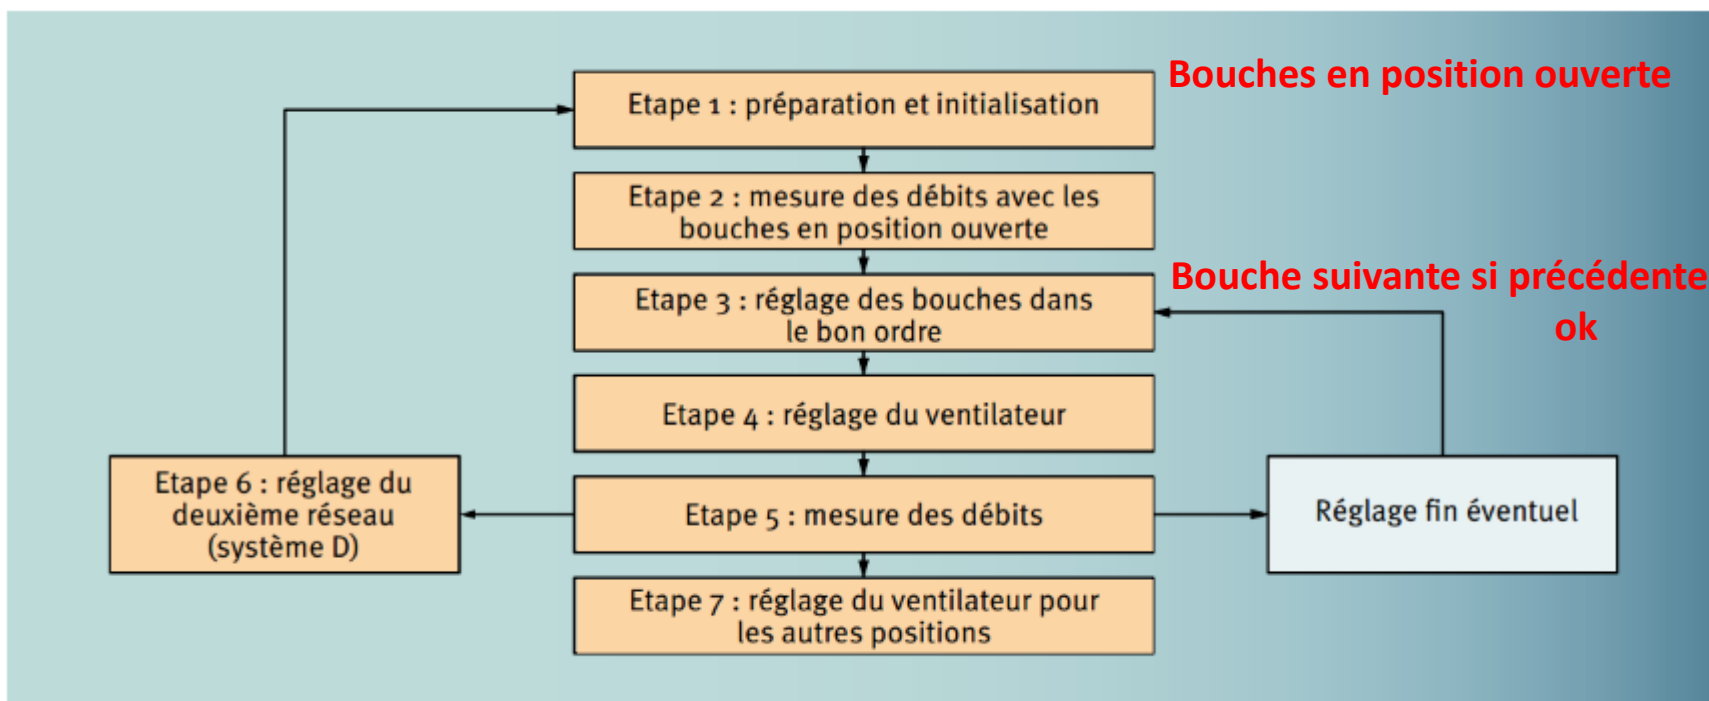 Bouches en position ouverte
Etape 1 : préparation et initialisation
Etape 2 : mesure des débits avec les
bouches en position ouverte
Bouche suivante si précédente
ok
Etape 3 : réglage des bouches dans
le bon ordre
Etape 4 : réglage du ventilateur
Etape 6 : réglage du
deuxième réseau
(système D)
Etape 5 : mesure des débits
Réglage fin éventuel
Etape 7 : réglage du ventilateur pour
les autres positions